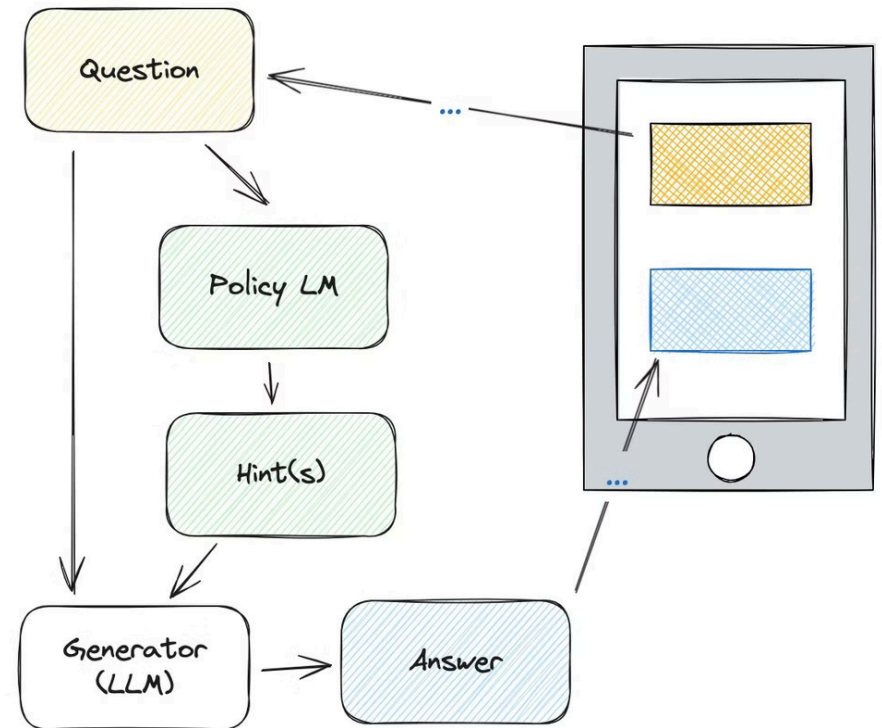 Question
...
Policy LM
Hint(s)
...
Generator
(LLM)
Answer